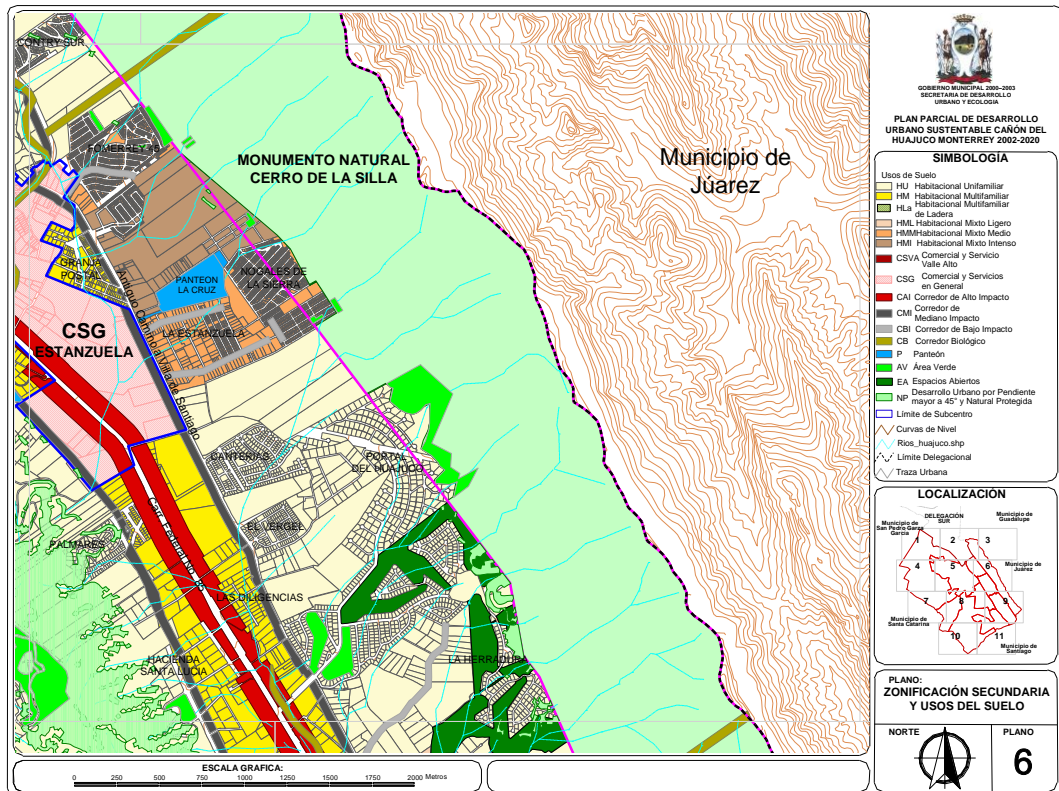 CONTRY SUR
FOMERREY 45
MONUMENTO NATURAL
CERRO DE LA SILLA
Municipio de
Júarez
GRANJA
POSTAL
PANTEON
LA CRUZ
NOGALES DE
LA SIERRA
LA ESTANZUELA
CSG
ESTANZUELA
Antiguo Camino a Villa de Santiago
CANTERIAS
PORTAL
DEL HUAJUCO
EL VERGEL
PALMARES
Carr. Federal No. 85
LAS DILIGENCIAS
HACIENDA
SANTA LUCIA
LA HERRADURA
GOBIERNO MUNICIPAL 2000-2003
SECRETARIA DE DESARROLLO
URBANO Y ECOLOGIA
PLAN PARCIAL DE DESARROLLO
URBANO SUSTENTABLE CAÑÓN DEL
HUAJUCO MONTERREY 2002-2020
SIMBOLOGÍA
Usos de Suelo
HU Habitacional Unifamiliar
HM Habitacional Multifamiliar
HLa Habitacional Multifamiliar
de Ladera
HML Habitacional Mixto Ligero
HMM Habitacional Mixto Medio
HMI Habitacional Mixto Intenso
CSVA Comercial y Servicio
Valle Alto
CSG Comercial y Servicios
en General
CAI Corredor de Alto Impacto
CMI Corredor de
Mediano Impacto
CBI Corredor de Bajo Impacto
CB Corredor Biológico
P Panteón
AV Área Verde
EA Espacios Abiertos
NP Desarrollo Urbano por Pendiente
mayor a 45° y Natural Protegida
Límite de Subcentro
Curvas de Nivel
Rios_huajuco.shp
Límite Delegacional
Traza Urbana
LOCALIZACIÓN
Municipio de
San Pedro Garza
García
DELEGACIÓN
SUR
Municipio de
Guadalupe
1 2 3
4 5 6
Municipio de
Juárez
7 8 9
Municipio de
Santa Catarina
10 11
Municipio de
Santiago
PLANO:
ZONIFICACIÓN SECUNDARIA
Y USOS DEL SUELO
NORTE
PLANO
6
ESCALA GRAFICA:
0 250 500 750 1000 1250 1500 1750 2000 Metros